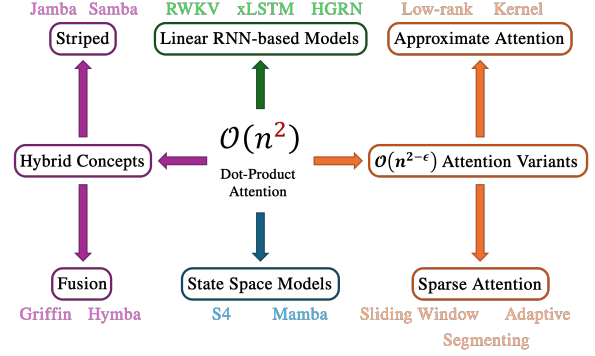 Jamba Samba
RWKV xLSTM HGRN
Low-rank Kernel
Striped
Linear RNN-based Models
Approximate Attention
𝒪(n²)
Hybrid Concepts
Dot-Product
Attention
𝒪(n²⁻ᵋ) Attention Variants
Fusion
State Space Models
Sparse Attention
Griffin Hymba
S4 Mamba
Sliding Window Adaptive
Segmenting